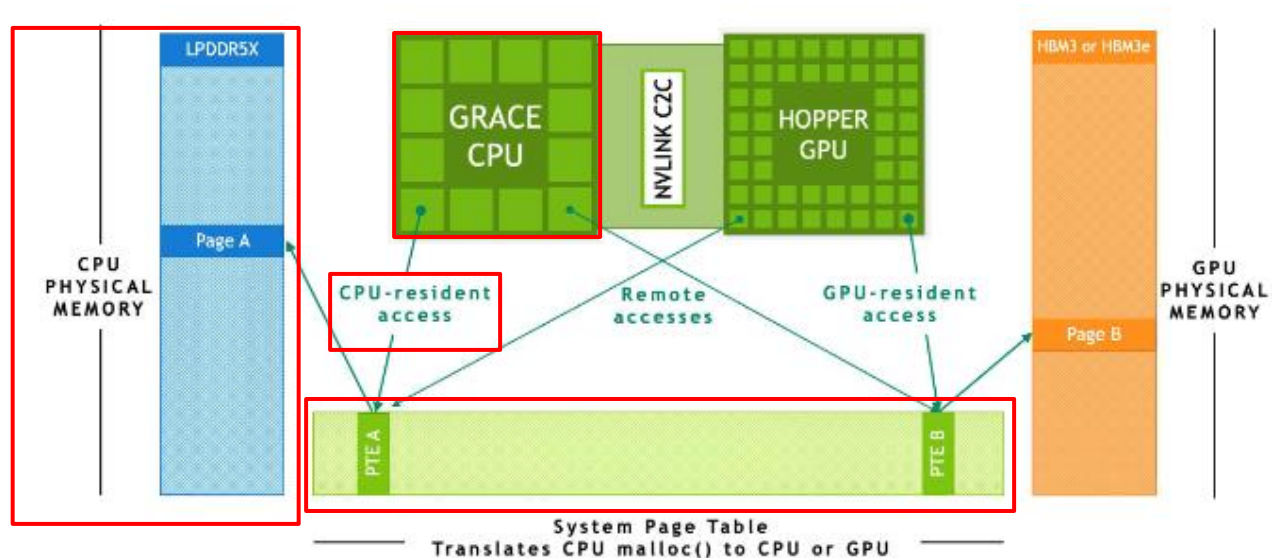 LPDDR5X
GRACE
CPU
NVLINK C2C
HOPPER
GPU
HBM3 or HBM3e
Page A
CPU
PHYSICAL
MEMORY
CPU-resident
access
Remote
accesses
GPU-resident
access
GPU
PHYSICAL
MEMORY
Page B
PTE A
PTE B
System Page Table
Translates CPU malloc() to CPU or GPU